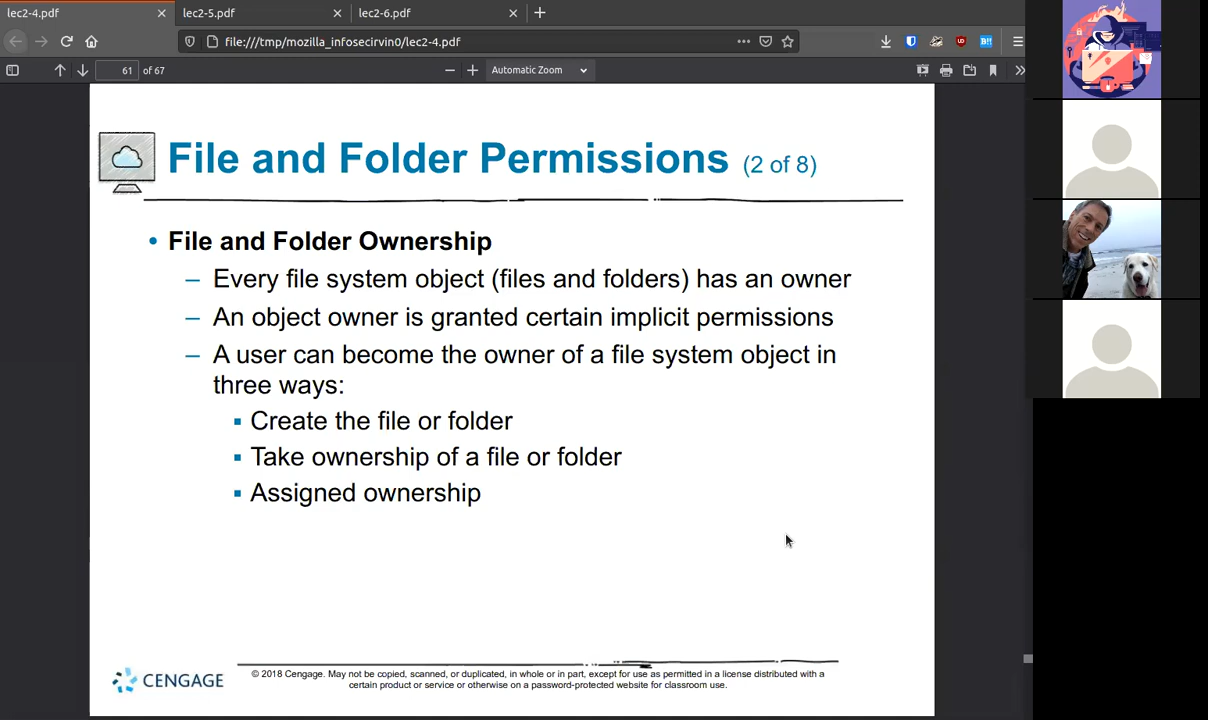 lec2-4.pdf
lec2-5.pdf
lec2-6.pdf
file:///tmp/mozilla_infosecirvin0/lec2-4.pdf
61 of 67
Automatic Zoom
File and Folder Permissions (2 of 8)
• File and Folder Ownership
– Every file system object (files and folders) has an owner
– An object owner is granted certain implicit permissions
– A user can become the owner of a file system object in
three ways:
▪ Create the file or folder
▪ Take ownership of a file or folder
▪ Assigned ownership
CENGAGE
© 2018 Cengage. May not be copied, scanned, or duplicated, in whole or in part, except for use as permitted in a license distributed with a
certain product or service or otherwise on a password-protected website for classroom use.